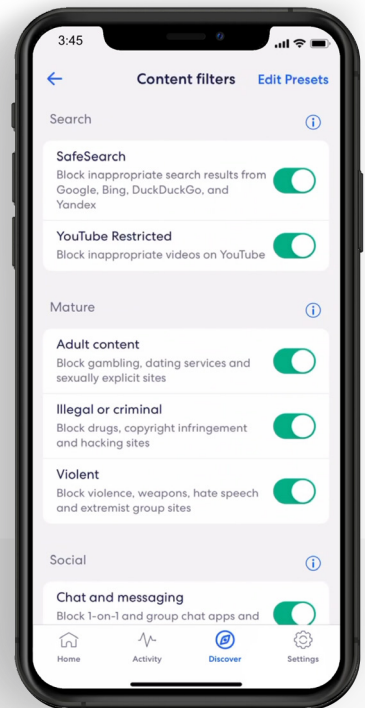 3:45
Content filters
Edit Presets
Search
SafeSearch
Block inappropriate search results from
Google, Bing, DuckDuckGo, and
Yandex
YouTube Restricted
Block inappropriate videos on YouTube
Mature
Adult content
Block gambling, dating services and
sexually explicit sites
Illegal or criminal
Block drugs, copyright infringement
and hacking sites
Violent
Block violence, weapons, hate speech
and extremist group sites
Social
Chat and messaging
Block 1-on-1 and group chat apps and
Home
Activity
Discover
Settings